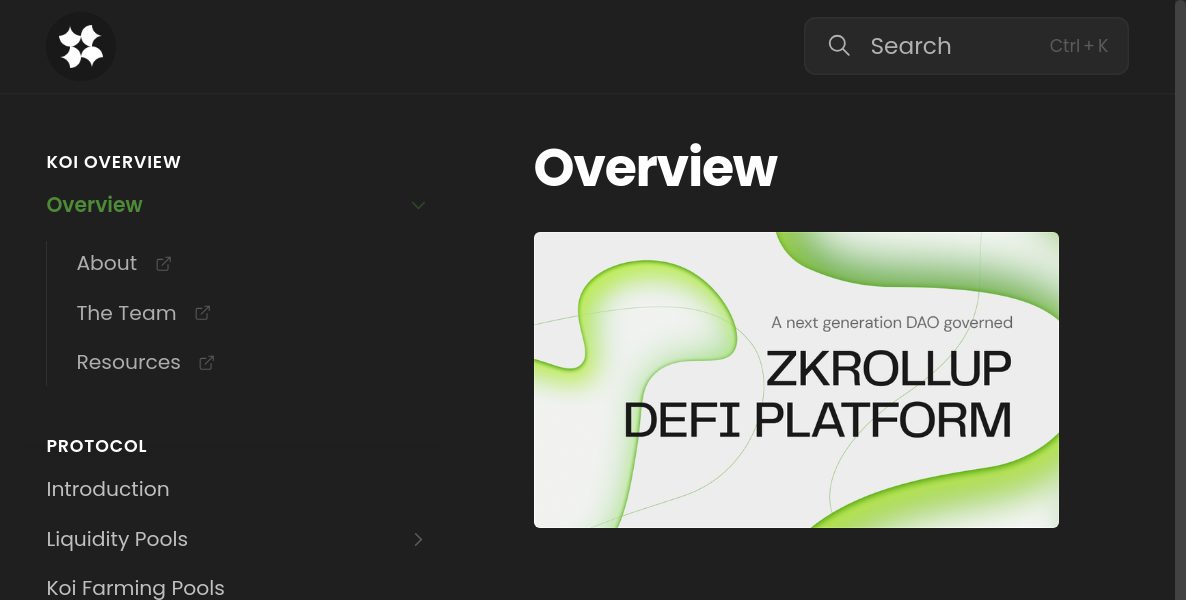 Search
Ctrl + K
KOI OVERVIEW
Overview
About
The Team
Resources
PROTOCOL
Introduction
Liquidity Pools
Koi Farming Pools
Overview
A next generation DAO governed
ZKROLLUP
DEFI PLATFORM